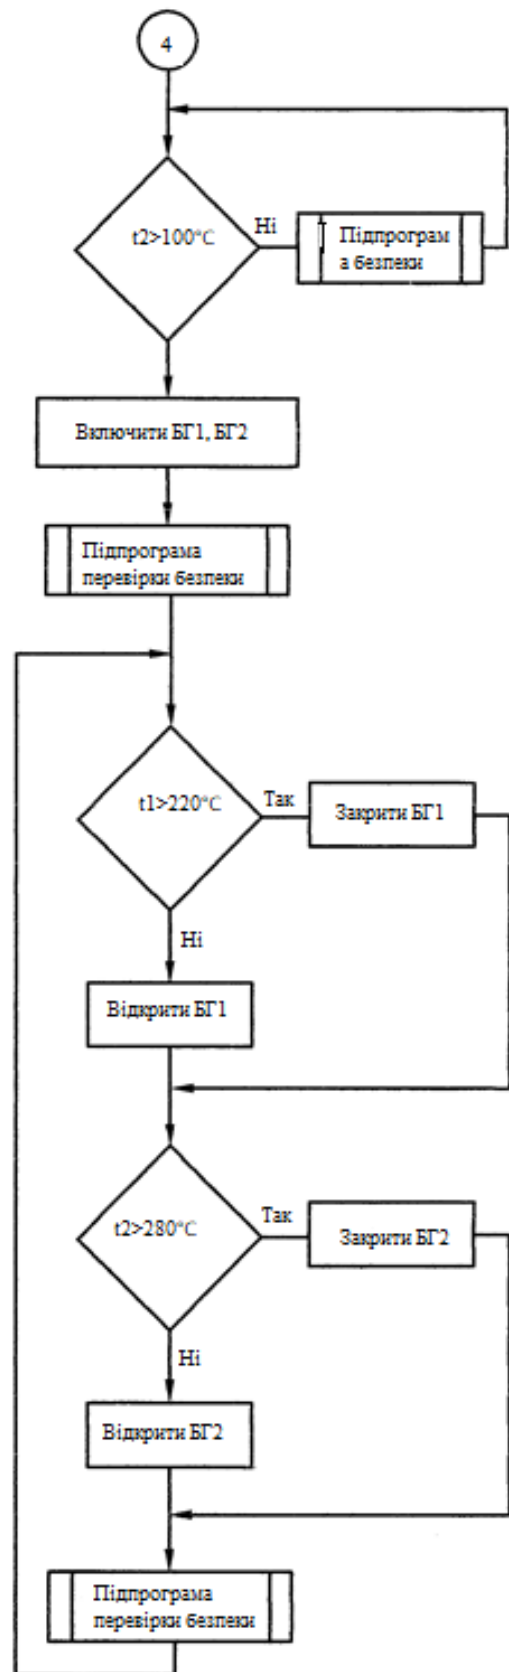 4
t2>100°C
Ні
Підпрограм
а безпеки
Включити БГ1, БГ2
Підпрограма
перевірки безпеки
t1>220°C
Так
Закрити БГ1
Ні
Відкрити БГ1
t2>280°C
Так
Закрити БГ2
Ні
Відкрити БГ2
Підпрограма
перевірки безпеки